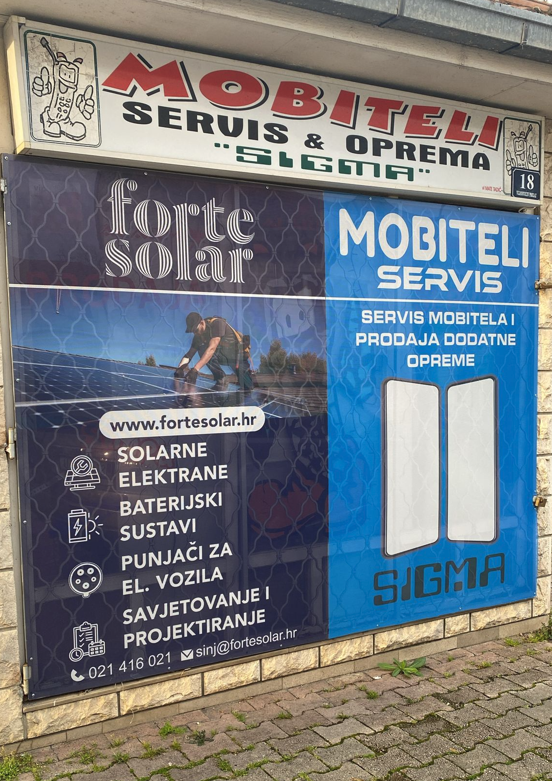 MOBITELI
SERVIS & OPREMA
"SIGMA"
18
forte
solar
www.fortesolar.hr
SOLARNE
ELEKTRANE
BATERIJSKI
SUSTAVI
PUNJAČI ZA
EL. VOZILA
SAVJETOVANJE I
PROJEKTIRANJE
021 416 021 sinj@fortesolar.hr
MOBITELI
SERVIS
SERVIS MOBITELA I
PRODAJA DODATNE
OPREME
SIGMA